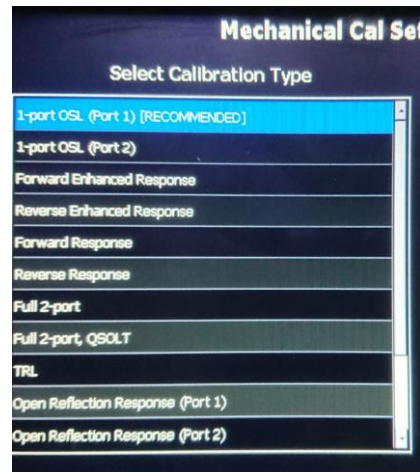 Mechanical Cal Set
Select Calibration Type
1-port OSL (Port 1) [RECOMMENDED]
1-port OSL (Port 2)
Forward Enhanced Response
Reverse Enhanced Response
Forward Response
Reverse Response
Full 2-port
Full 2-port, QSOLT
TRL
Open Reflection Response (Port 1)
Open Reflection Response (Port 2)